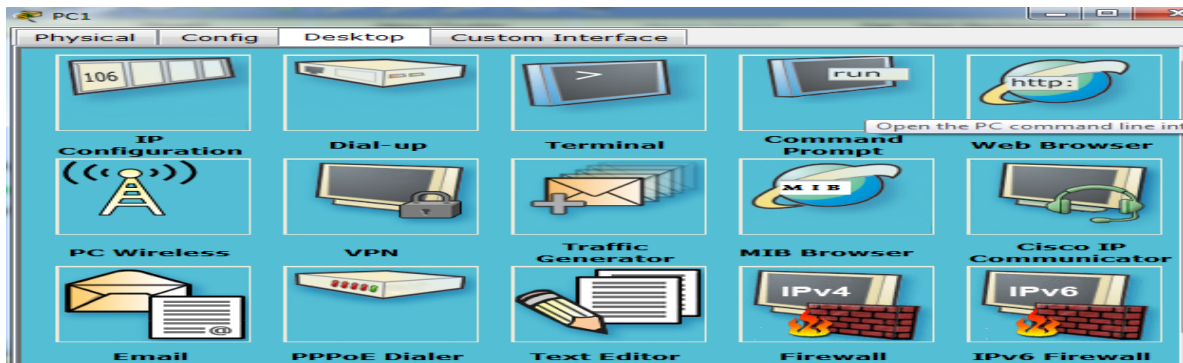 PC1
Physical Config Desktop Custom Interface
106
>
run
http:
Open the PC command line int
IP Configuration
Dial-up
Terminal
Command Prompt
Web Browser
MIB
PC Wireless
VPN
Traffic Generator
MIB Browser
Cisco IP Communicator
@
IPv4
IPv6
Email
PPPoE Dialer
Text Editor
Firewall
IPv6 Firewall